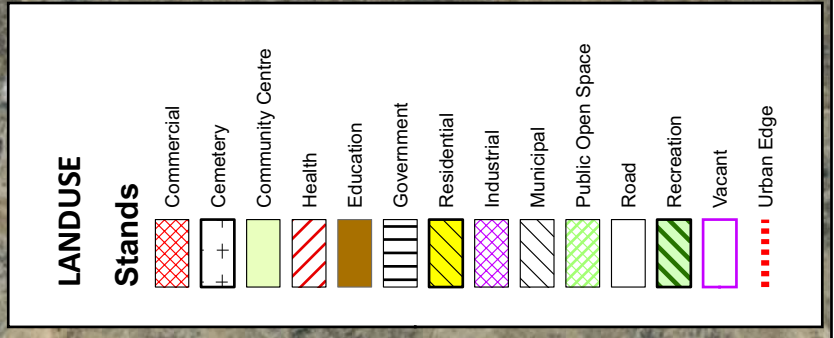 LANDUSE
Stands
Commercial
Cemetery
Community Centre
Health
Education
Government
Residential
Industrial
Municipal
Public Open Space
Road
Recreation
Vacant
Urban Edge